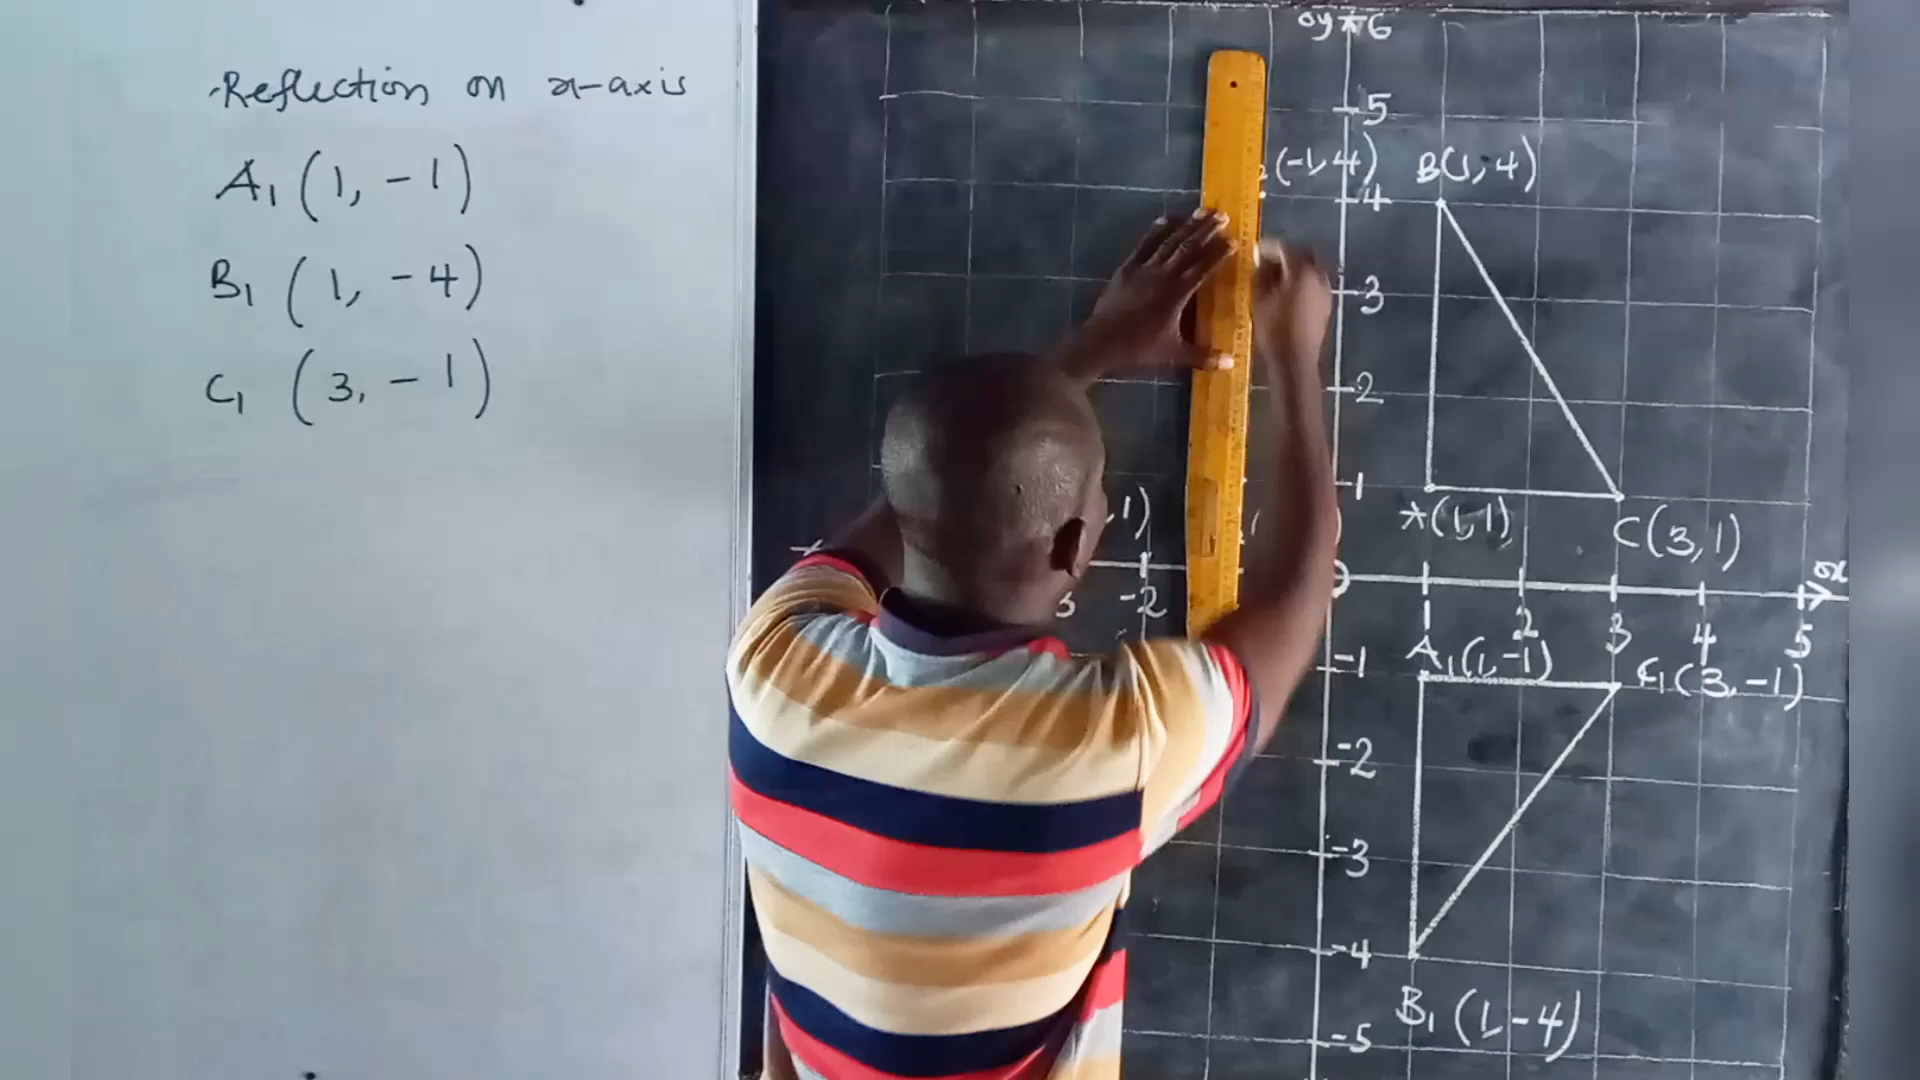 Reflection on x-axis
A1 (1, -1)
B1 (1, -4)
C1 (3, -1)
oy 6
5
(-1,4) B(1,4)
4
3
2
1
,1) A(1,1) C(3,1)
ox
-2 0 1 2 3 4 5
-1 A1(1,-1) C1(3,-1)
-2
-3
-4
B1 (1,-4)
-5